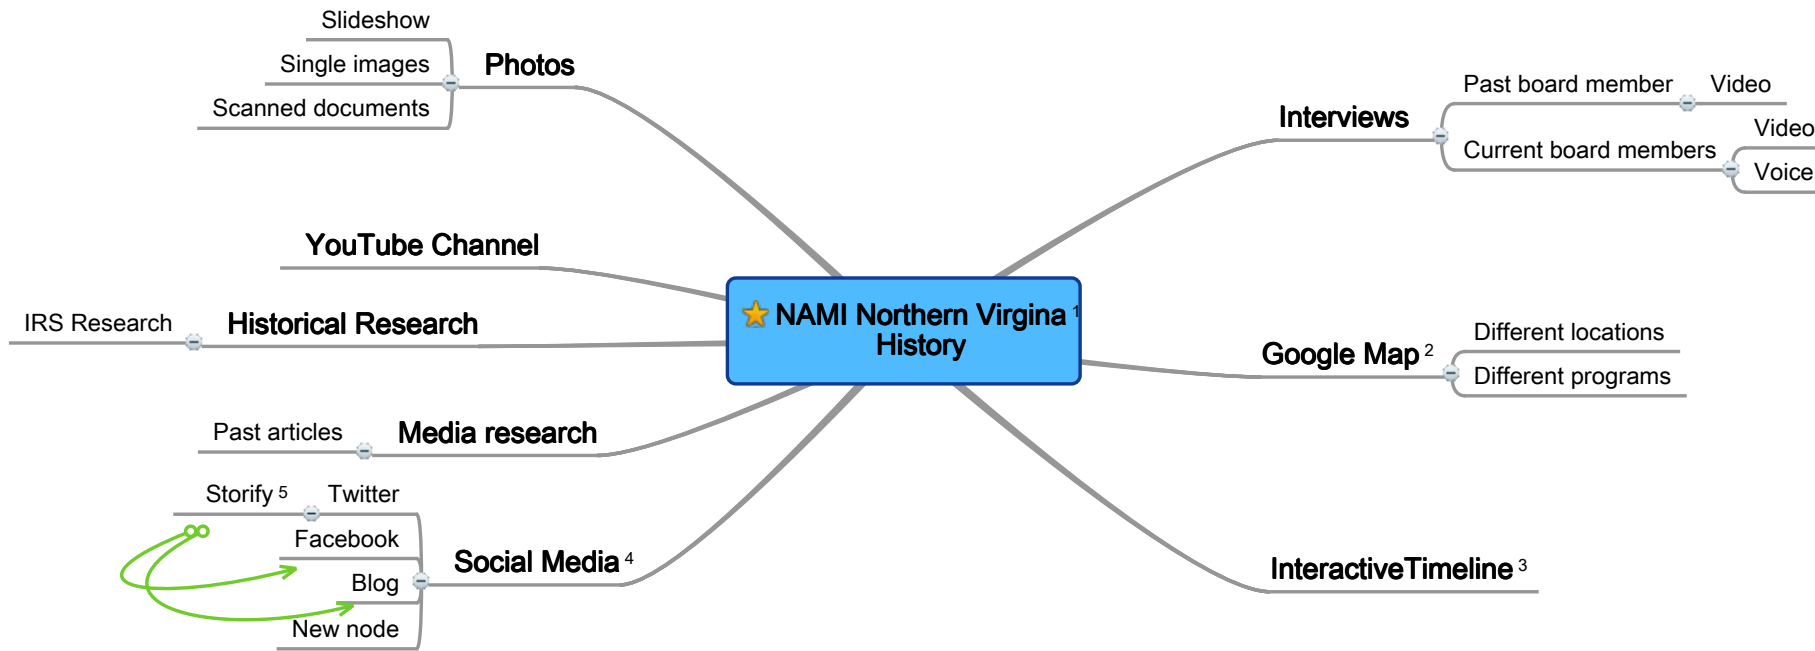 Slideshow
Single images
Scanned documents
Photos
YouTube Channel
IRS Research
Historical Research
Past articles
Media research
Storify 5
Twitter
Facebook
Blog
New node
Social Media 4
NAMI Northern Virgina 1
History
Interviews
Past board member
Video
Current board members
Video
Voice
Google Map 2
Different locations
Different programs
InteractiveTimeline 3